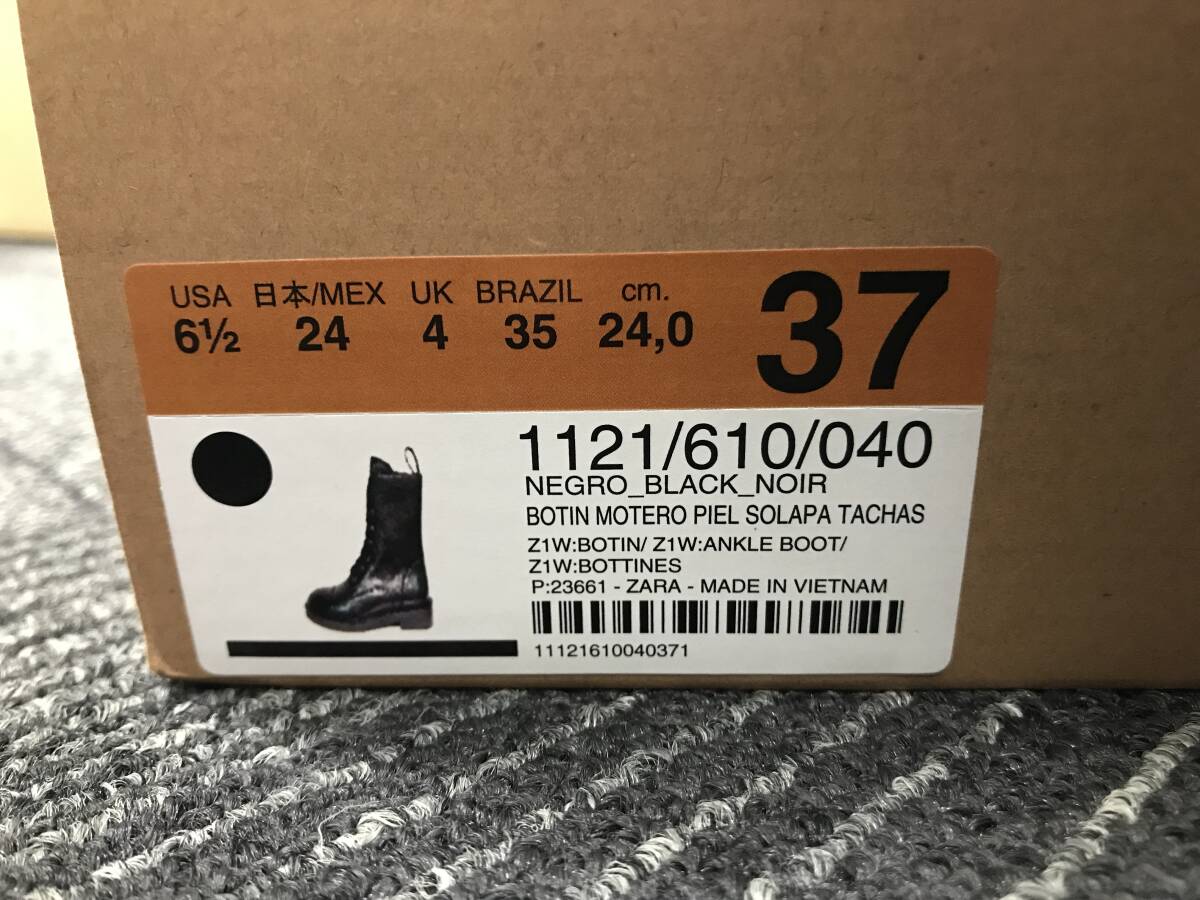 USA 日本/MEX UK BRAZIL cm.
6½ 24 4 35 24,0
37
1121/610/040
NEGRO_BLACK_NOIR
BOTIN MOTERO PIEL SOLAPA TACHAS
Z1W:BOTIN/ Z1W:ANKLE BOOT/
Z1W:BOTTINES
P:23661 - ZARA - MADE IN VIETNAM
11121610040371